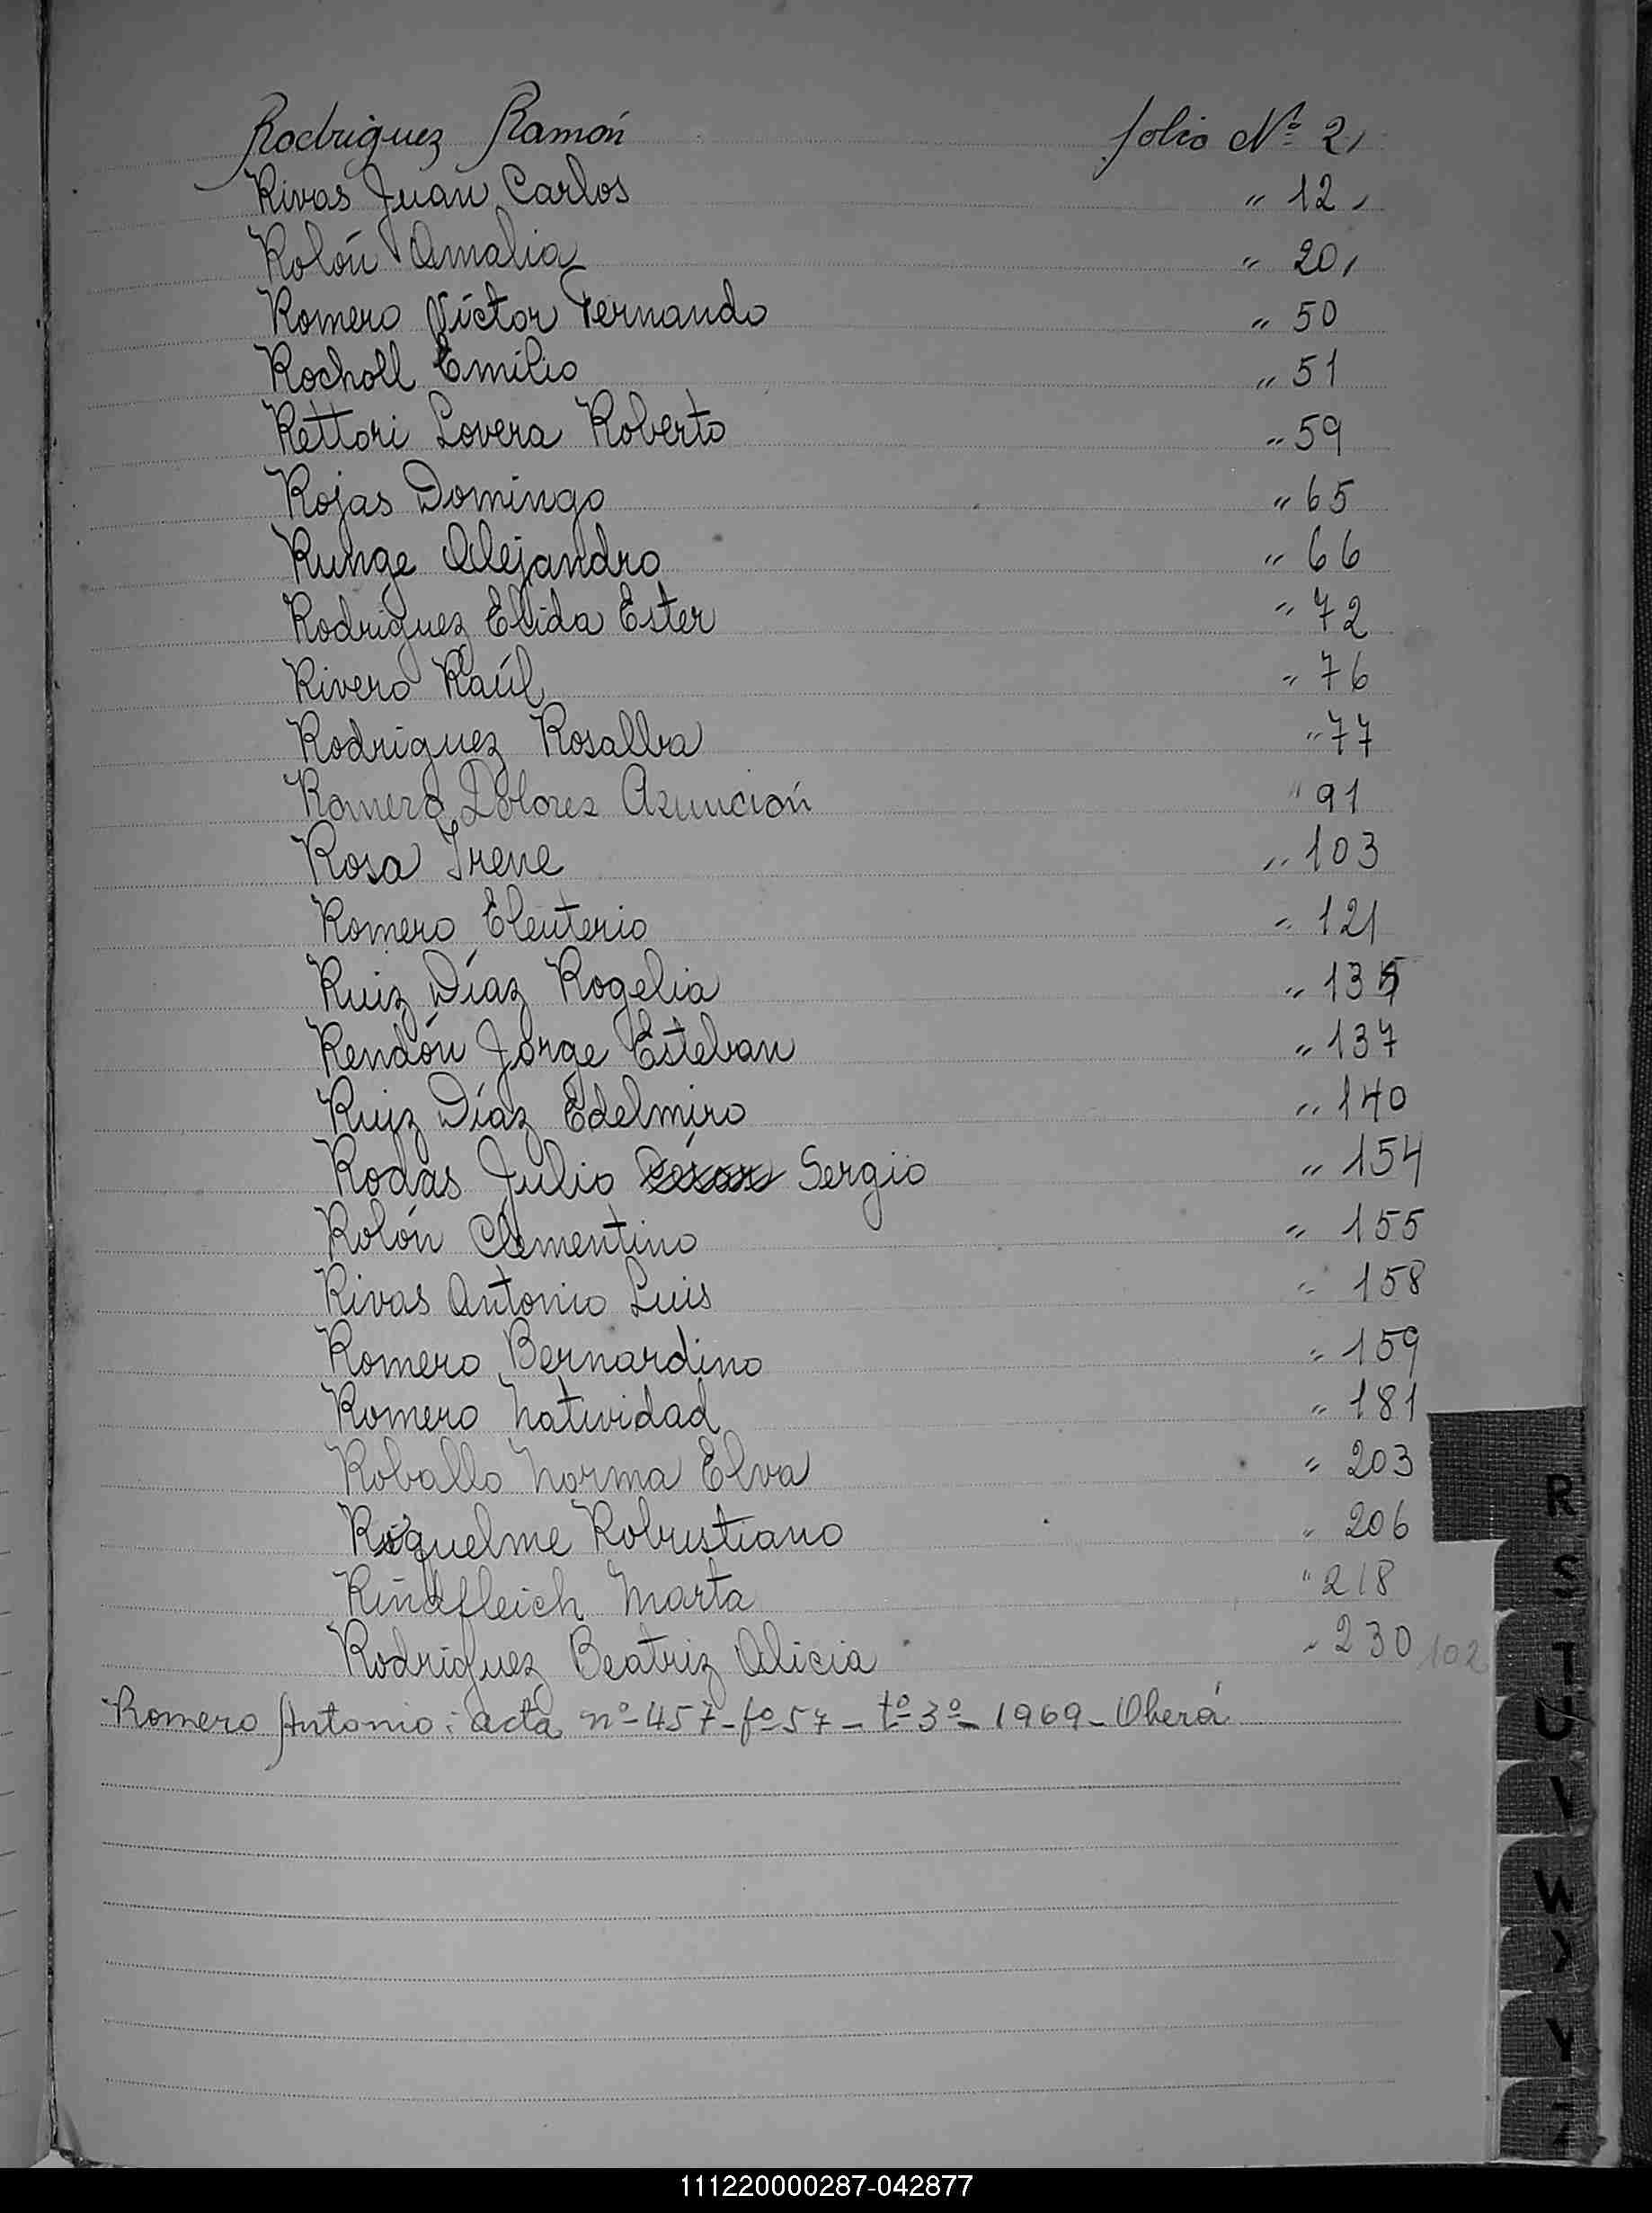 Rodriguez Ramón folio Nº 2,
Rivas Juan Carlos " 12,
Rolón Amalia " 20,
Romero Víctor Fernando " 50
Rocholl Emilio " 51
Rettori Lovera Roberto " 59
Rojas Domingo " 65
Runge Alejandro " 66
Rodriguez Elida Ester " 72
Rivero Raúl " 76
Rodriguez Rosalba " 77
Romero Dolores Asunción " 91
Rosa Irene " 103
Romero Eleuterio " 121
Ruiz Díaz Rogelia "
Rendón Jorge Esteban " 137
Ruiz Díaz Edelmiro " 140
Rodas Julio Sergio " 154
Rolón Clementino " 155
Rivas Antonio Luis " 158
Romero Bernardino " 159
Romero Natividad " 181
Roballo Norma Elva " 203
Riquelme Robustiano " 206
Rindfleich Marta " 218
Rodriguez Beatriz Alicia " 230 102
Romero Antonio: acta nº-457-fº57-tº3º-1969-Oberá
R
S
T
U
V
W
X
Y
Z
111220000287-042877